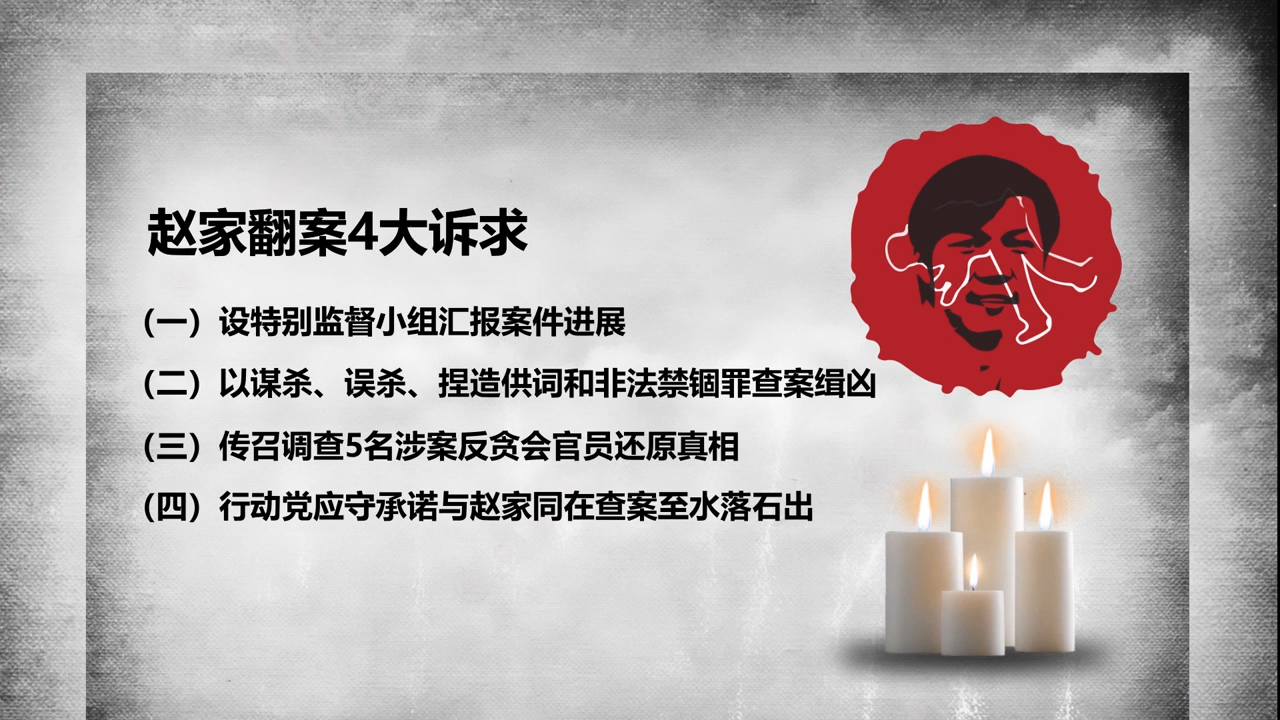 赵家翻案4大诉求
（一）设特别监督小组汇报案件进展
（二）以谋杀、误杀、捏造供词和非法禁锢罪查案缉凶
（三）传召调查5名涉案反贪会官员还原真相
（四）行动党应守承诺与赵家同在查案至水落石出